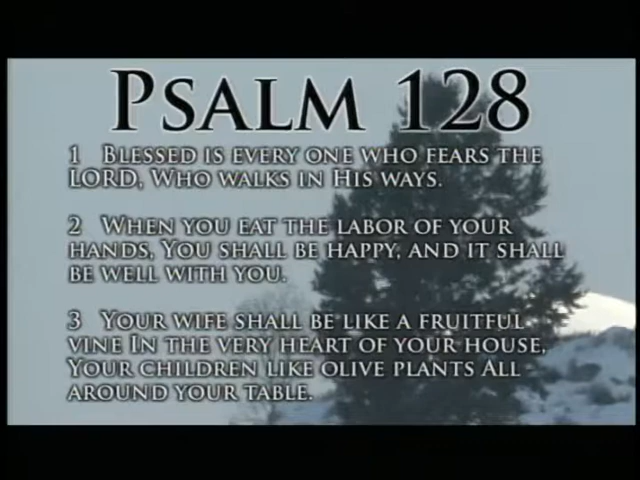 PSALM 128
1 BLESSED IS EVERY ONE WHO FEARS THE
LORD, WHO WALKS IN HIS WAYS.
2 WHEN YOU EAT THE LABOR OF YOUR
HANDS, YOU SHALL BE HAPPY, AND IT SHALL
BE WELL WITH YOU.
3 YOUR WIFE SHALL BE LIKE A FRUITFUL
VINE IN THE VERY HEART OF YOUR HOUSE,
YOUR CHILDREN LIKE OLIVE PLANTS ALL
AROUND YOUR TABLE.